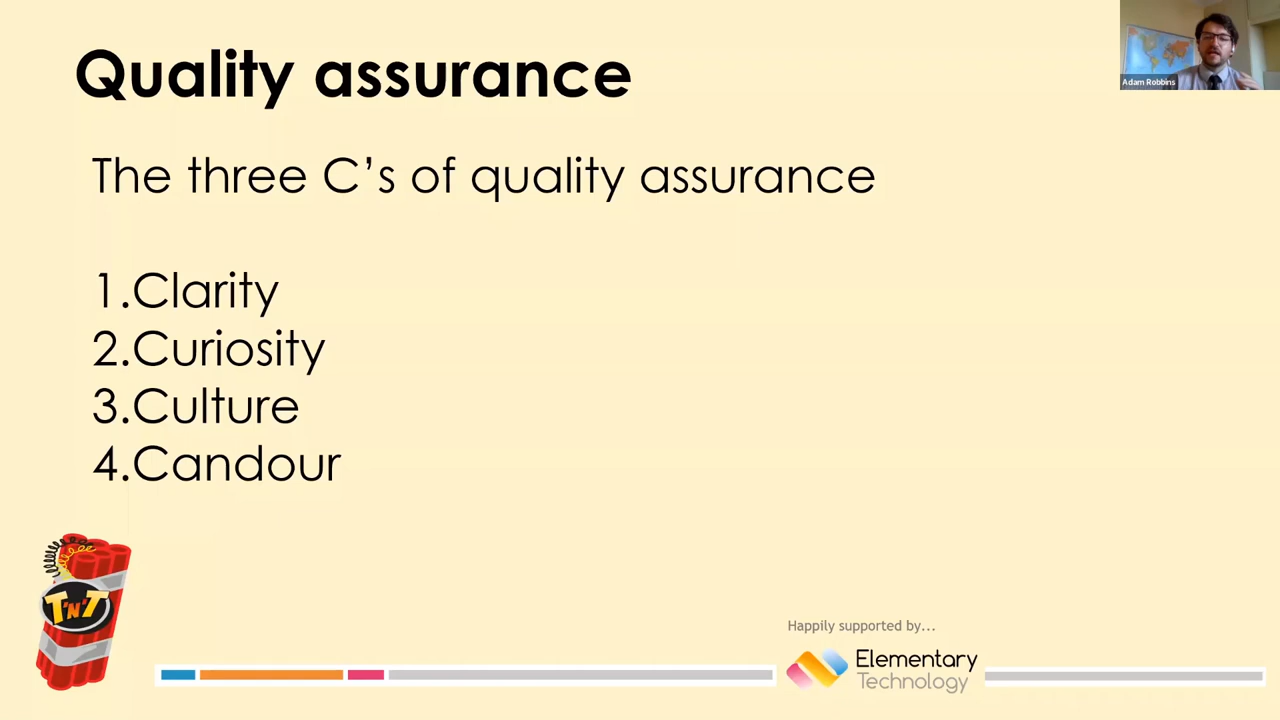 Quality assurance
Adam Robbins
The three C’s of quality assurance
1.Clarity
2.Curiosity
3.Culture
4.Candour
T'N'T
Happily supported by...
Elementary
Technology